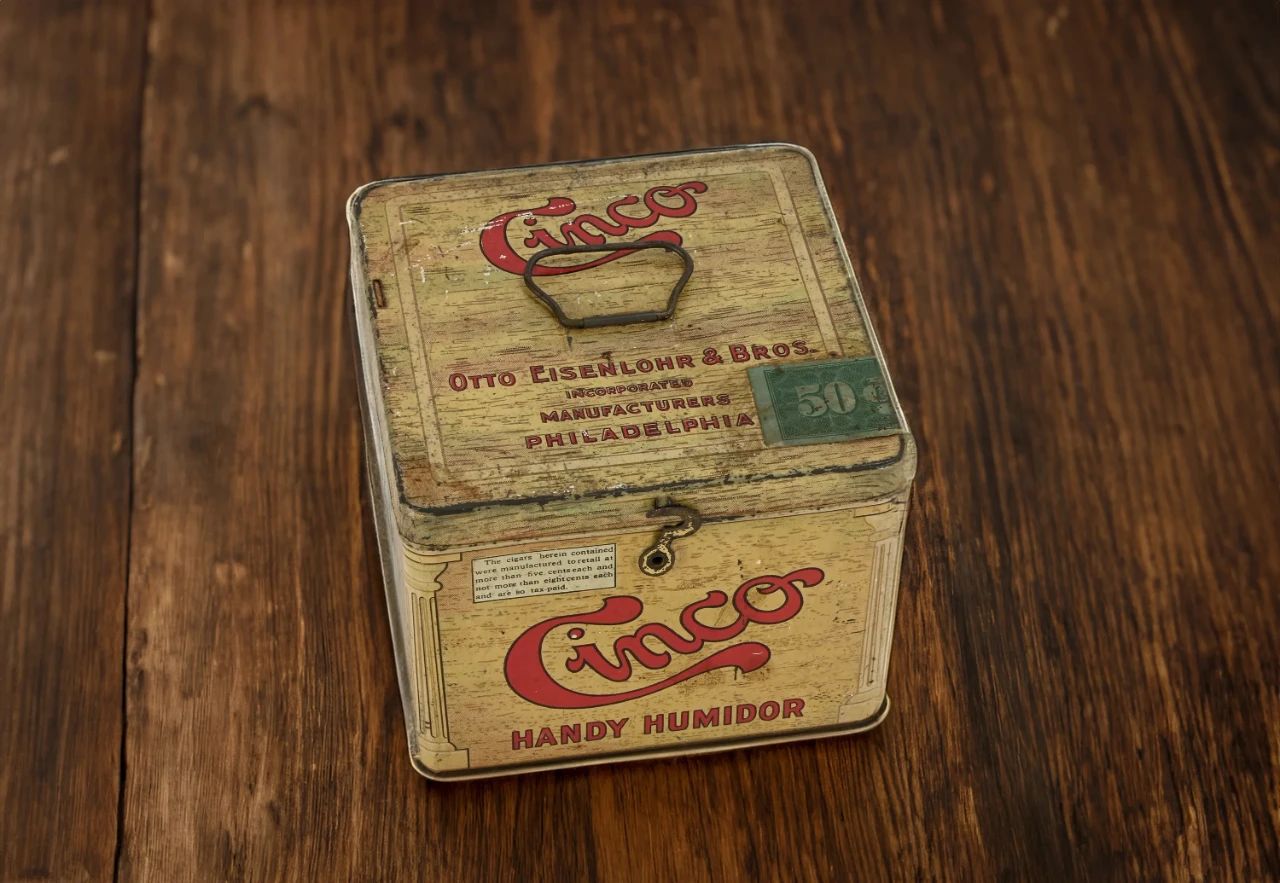 Cinco
OTTO EISENLOHR & BROS.
INCORPORATED
MANUFACTURERS
PHILADELPHIA
50
The cigars herein contained
were manufactured to retail at
more than five cents each and
not more than eight cents each
and are so tax-paid.
Cinco
HANDY HUMIDOR